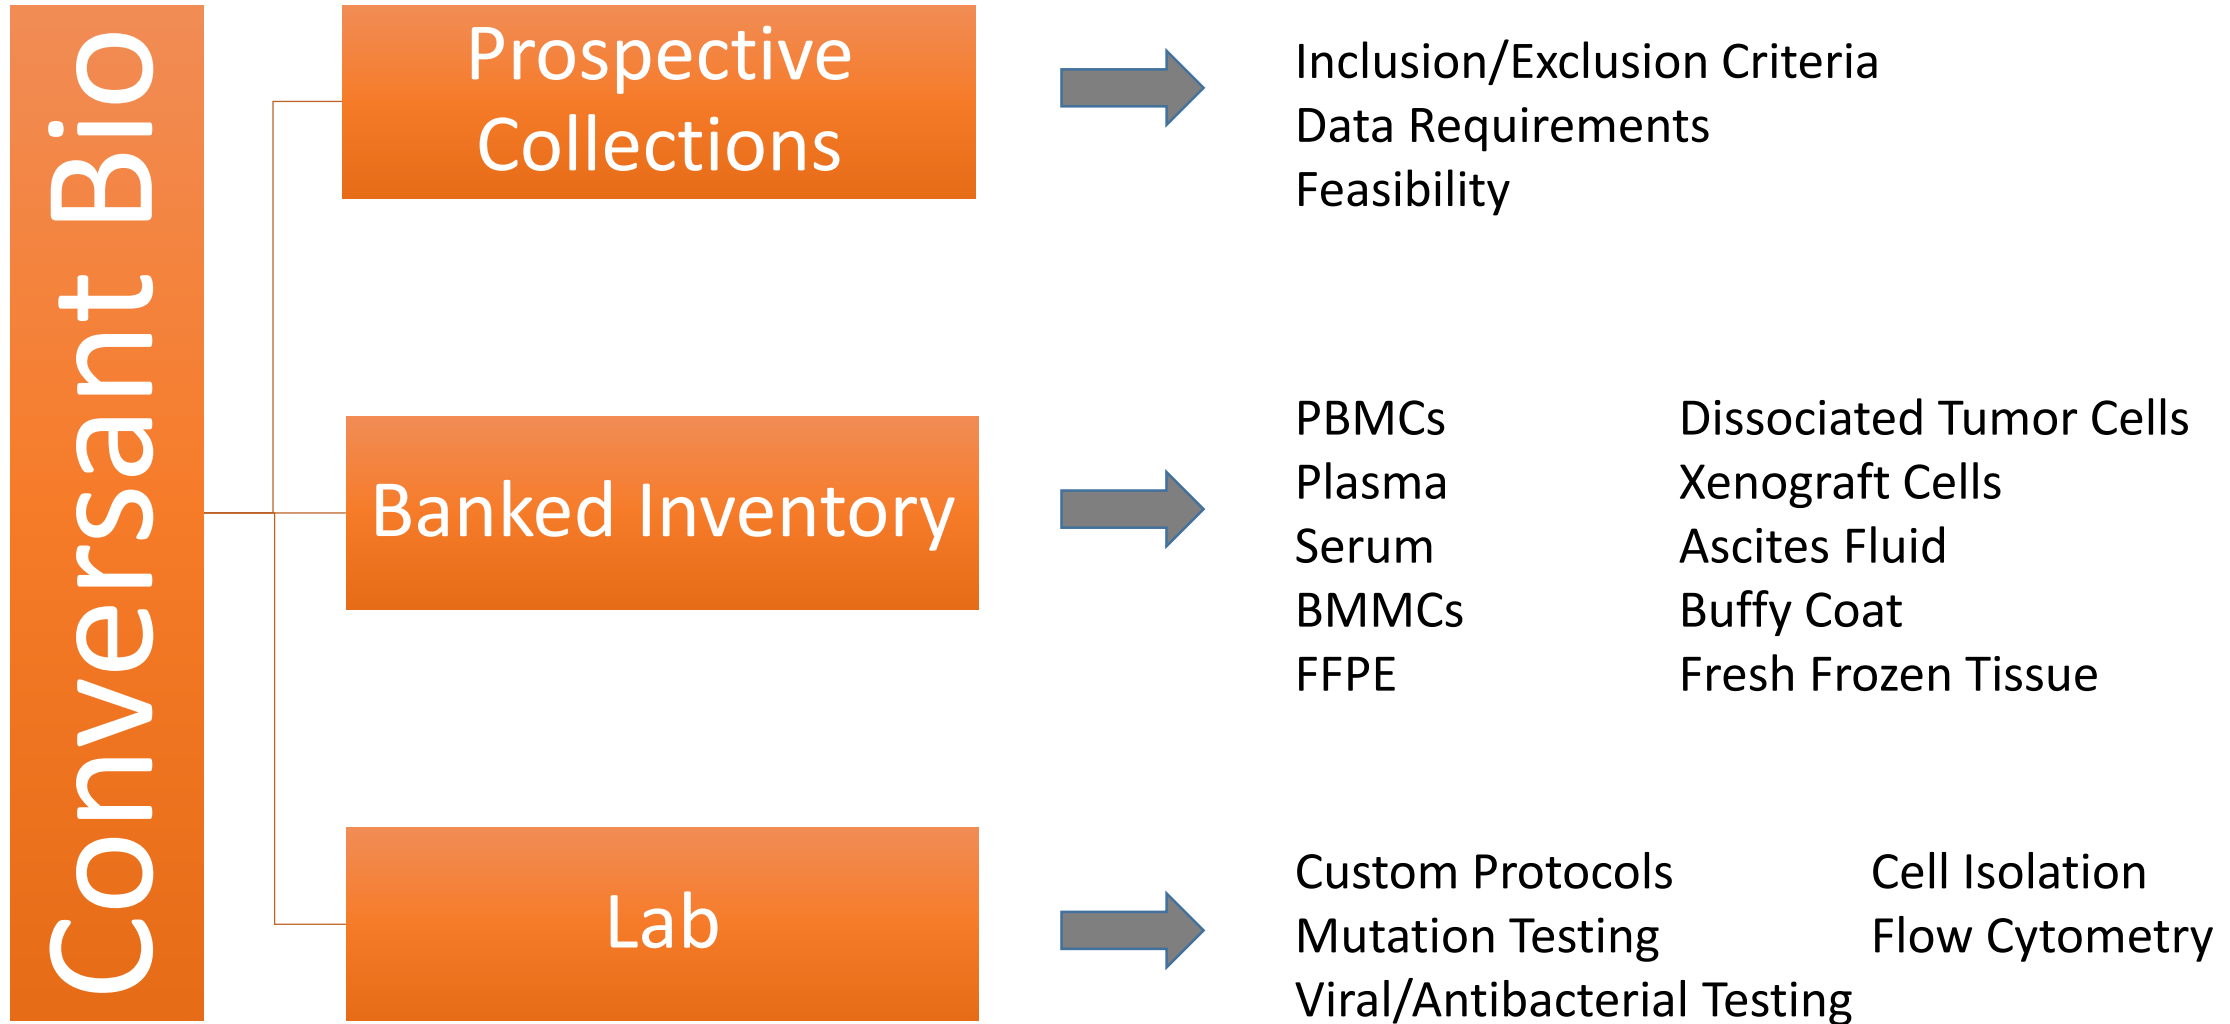 Conversant Bio
Prospective
Collections
Inclusion/Exclusion Criteria
Data Requirements
Feasibility
Banked Inventory
PBMCs
Plasma
Serum
BMMCs
FFPE
Dissociated Tumor Cells
Xenograft Cells
Ascites Fluid
Buffy Coat
Fresh Frozen Tissue
Lab
Custom Protocols
Mutation Testing
Viral/Antibacterial Testing
Cell Isolation
Flow Cytometry